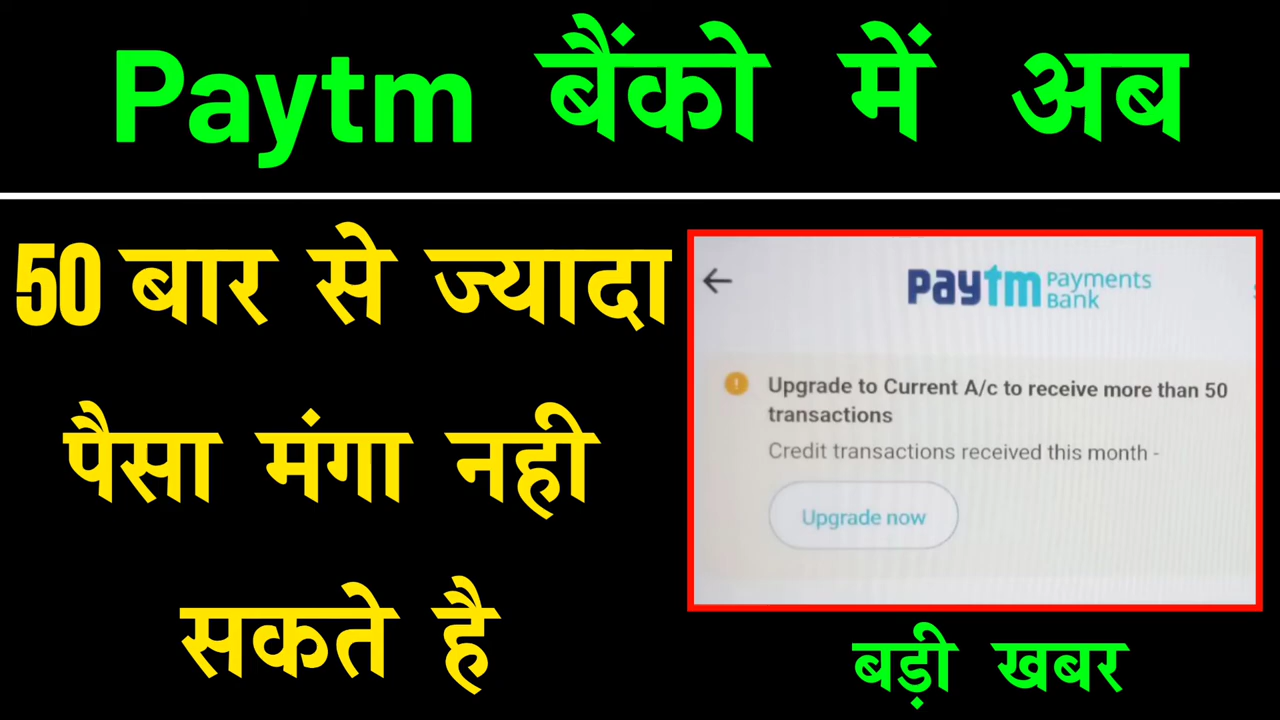 Paytm बैंको में अब
50 बार से ज्यादा
पैसा मंगा नही
सकते है
paytm Payments Bank
Upgrade to Current A/c to receive more than 50
transactions
Credit transactions received this month -
Upgrade now
बड़ी खबर